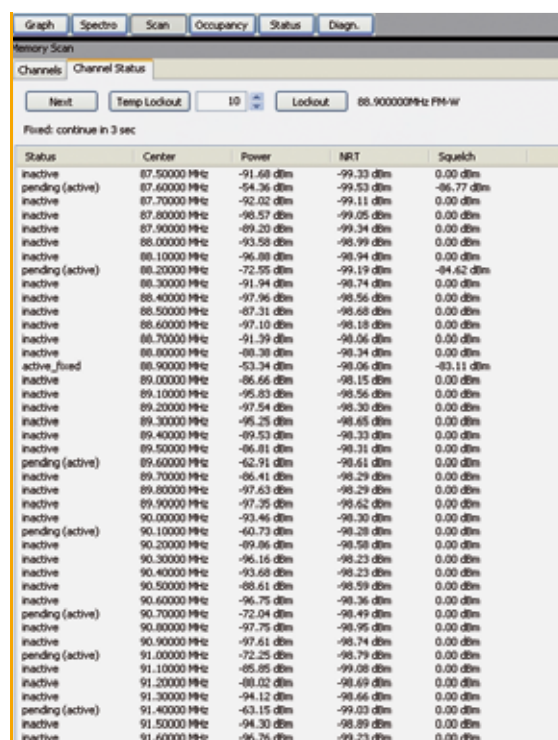 Graph Spectro Scan Occupancy Status Diagn.
Memory Scan
Channels Channel Status
Next Temp Lockout 10 Lockout 88.900000MHz FM-W
Fixed: continue in 3 sec
Status Center Power NRT Squelch
inactive 87.50000 MHz -91.68 dBm -99.33 dBm 0.00 dBm
pending (active) 87.60000 MHz -54.36 dBm -99.53 dBm -86.77 dBm
inactive 87.70000 MHz -92.02 dBm -99.11 dBm 0.00 dBm
inactive 87.80000 MHz -98.57 dBm -99.05 dBm 0.00 dBm
inactive 87.90000 MHz -89.20 dBm -99.34 dBm 0.00 dBm
inactive 88.00000 MHz -93.58 dBm -98.99 dBm 0.00 dBm
inactive 88.10000 MHz -96.88 dBm -98.94 dBm 0.00 dBm
pending (active) 88.20000 MHz -72.55 dBm -99.19 dBm -84.62 dBm
inactive 88.30000 MHz -91.94 dBm -98.74 dBm 0.00 dBm
inactive 88.40000 MHz -97.96 dBm -98.56 dBm 0.00 dBm
inactive 88.50000 MHz -87.31 dBm -98.68 dBm 0.00 dBm
inactive 88.60000 MHz -97.10 dBm -98.18 dBm 0.00 dBm
inactive 88.70000 MHz -91.39 dBm -98.06 dBm 0.00 dBm
inactive 88.80000 MHz -88.38 dBm -98.34 dBm 0.00 dBm
active_fixed 88.90000 MHz -53.34 dBm -98.06 dBm -83.11 dBm
inactive 89.00000 MHz -86.66 dBm -98.15 dBm 0.00 dBm
inactive 89.10000 MHz -95.83 dBm -98.56 dBm 0.00 dBm
inactive 89.20000 MHz -97.54 dBm -98.30 dBm 0.00 dBm
inactive 89.30000 MHz -95.25 dBm -98.65 dBm 0.00 dBm
inactive 89.40000 MHz -89.53 dBm -98.33 dBm 0.00 dBm
inactive 89.50000 MHz -86.81 dBm -98.31 dBm 0.00 dBm
pending (active) 89.60000 MHz -62.91 dBm -98.61 dBm 0.00 dBm
inactive 89.70000 MHz -86.41 dBm -98.29 dBm 0.00 dBm
inactive 89.80000 MHz -97.63 dBm -98.29 dBm 0.00 dBm
inactive 89.90000 MHz -97.35 dBm -98.62 dBm 0.00 dBm
inactive 90.00000 MHz -93.46 dBm -98.30 dBm 0.00 dBm
pending (active) 90.10000 MHz -60.73 dBm -98.28 dBm 0.00 dBm
inactive 90.20000 MHz -89.86 dBm -98.58 dBm 0.00 dBm
inactive 90.30000 MHz -96.16 dBm -98.23 dBm 0.00 dBm
inactive 90.40000 MHz -93.68 dBm -98.23 dBm 0.00 dBm
inactive 90.50000 MHz -88.61 dBm -98.59 dBm 0.00 dBm
inactive 90.60000 MHz -96.75 dBm -98.36 dBm 0.00 dBm
pending (active) 90.70000 MHz -72.04 dBm -98.49 dBm 0.00 dBm
inactive 90.80000 MHz -97.75 dBm -98.95 dBm 0.00 dBm
inactive 90.90000 MHz -97.61 dBm -98.74 dBm 0.00 dBm
pending (active) 91.00000 MHz -72.25 dBm -98.79 dBm 0.00 dBm
inactive 91.10000 MHz -85.85 dBm -99.08 dBm 0.00 dBm
inactive 91.20000 MHz -88.02 dBm -98.69 dBm 0.00 dBm
inactive 91.30000 MHz -94.12 dBm -98.66 dBm 0.00 dBm
pending (active) 91.40000 MHz -63.15 dBm -99.03 dBm 0.00 dBm
inactive 91.50000 MHz -94.30 dBm -98.89 dBm 0.00 dBm
inactive 91.60000 MHz -96.76 dBm -99.23 dBm 0.00 dBm